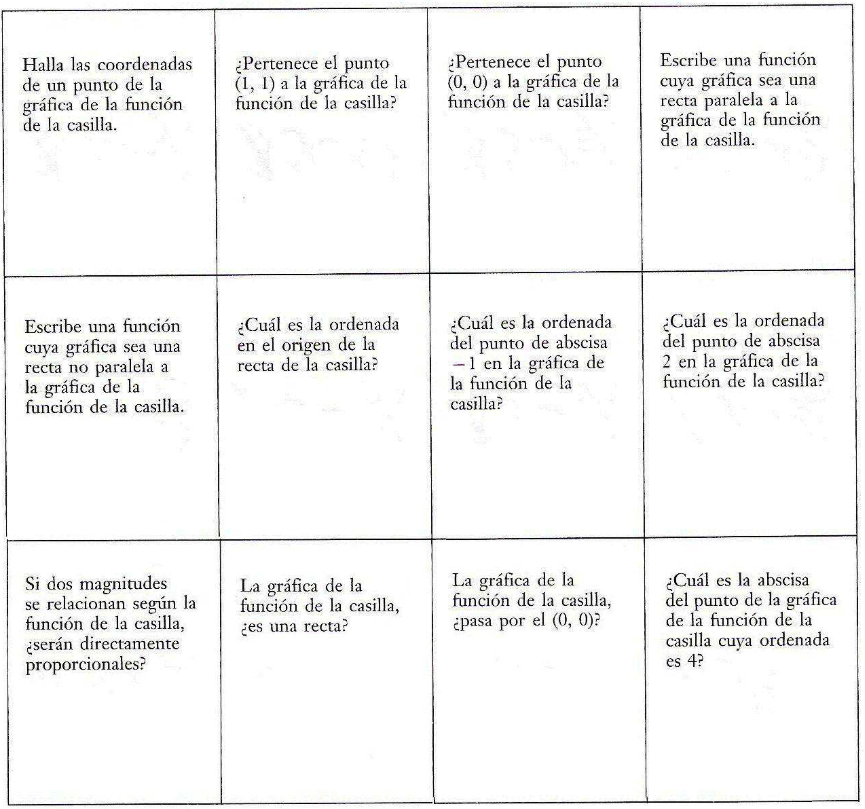 Halla las coordenadas
de un punto de la
gráfica de la función
de la casilla.
¿Pertenece el punto
(1, 1) a la gráfica de la
función de la casilla?
¿Pertenece el punto
(0, 0) a la gráfica de la
función de la casilla?
Escribe una función
cuya gráfica sea una
recta paralela a la
gráfica de la función
de la casilla.
Escribe una función
cuya gráfica sea una
recta no paralela a
la gráfica de la
función de la casilla.
¿Cuál es la ordenada
en el origen de la
recta de la casilla?
¿Cuál es la ordenada
del punto de abscisa
−1 en la gráfica de
la función de la
casilla?
¿Cuál es la ordenada
del punto de abscisa
2 en la gráfica de la
función de la casilla?
Si dos magnitudes
se relacionan según la
función de la casilla,
¿serán directamente
proporcionales?
La gráfica de la
función de la casilla,
¿es una recta?
La gráfica de la
función de la casilla,
¿pasa por el (0, 0)?
¿Cuál es la abscisa
del punto de la gráfica
de la función de la
casilla cuya ordenada
es 4?